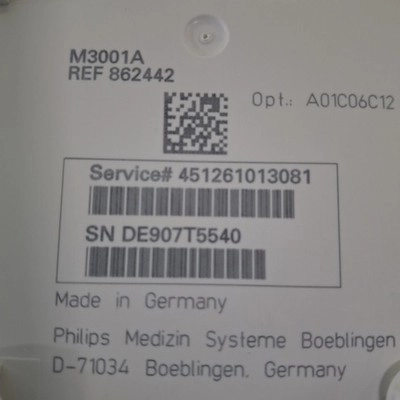 M3001A
REF 862442
Opt.: A01C06C12
Service# 451261013081
SN DE907T5540
Made in Germany
Philips Medizin Systeme Boeblingen
D-71034 Boeblingen, Germany